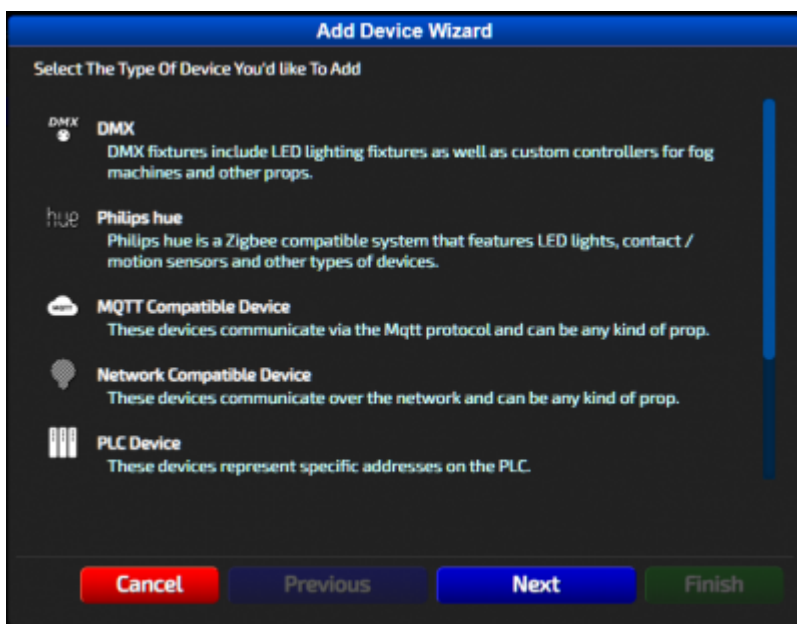 Add Device Wizard
Select The Type Of Device You'd like To Add
DMX
DMX
DMX fixtures include LED lighting fixtures as well as custom controllers for fog
machines and other props.
hue
Philips hue
Philips hue is a Zigbee compatible system that features LED lights, contact /
motion sensors and other types of devices.
MQTT Compatible Device
These devices communicate via the Mqtt protocol and can be any kind of prop.
Network Compatible Device
These devices communicate over the network and can be any kind of prop.
PLC Device
These devices represent specific addresses on the PLC.
Cancel
Previous
Next
Finish